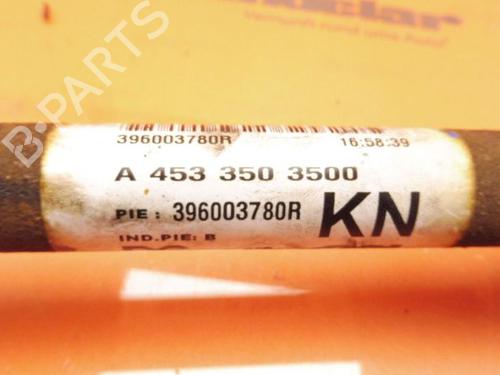 396003780R 16:58:39
A 453 350 3500
PIE : 396003780R KN
IND.PIE: B
B-PARTS